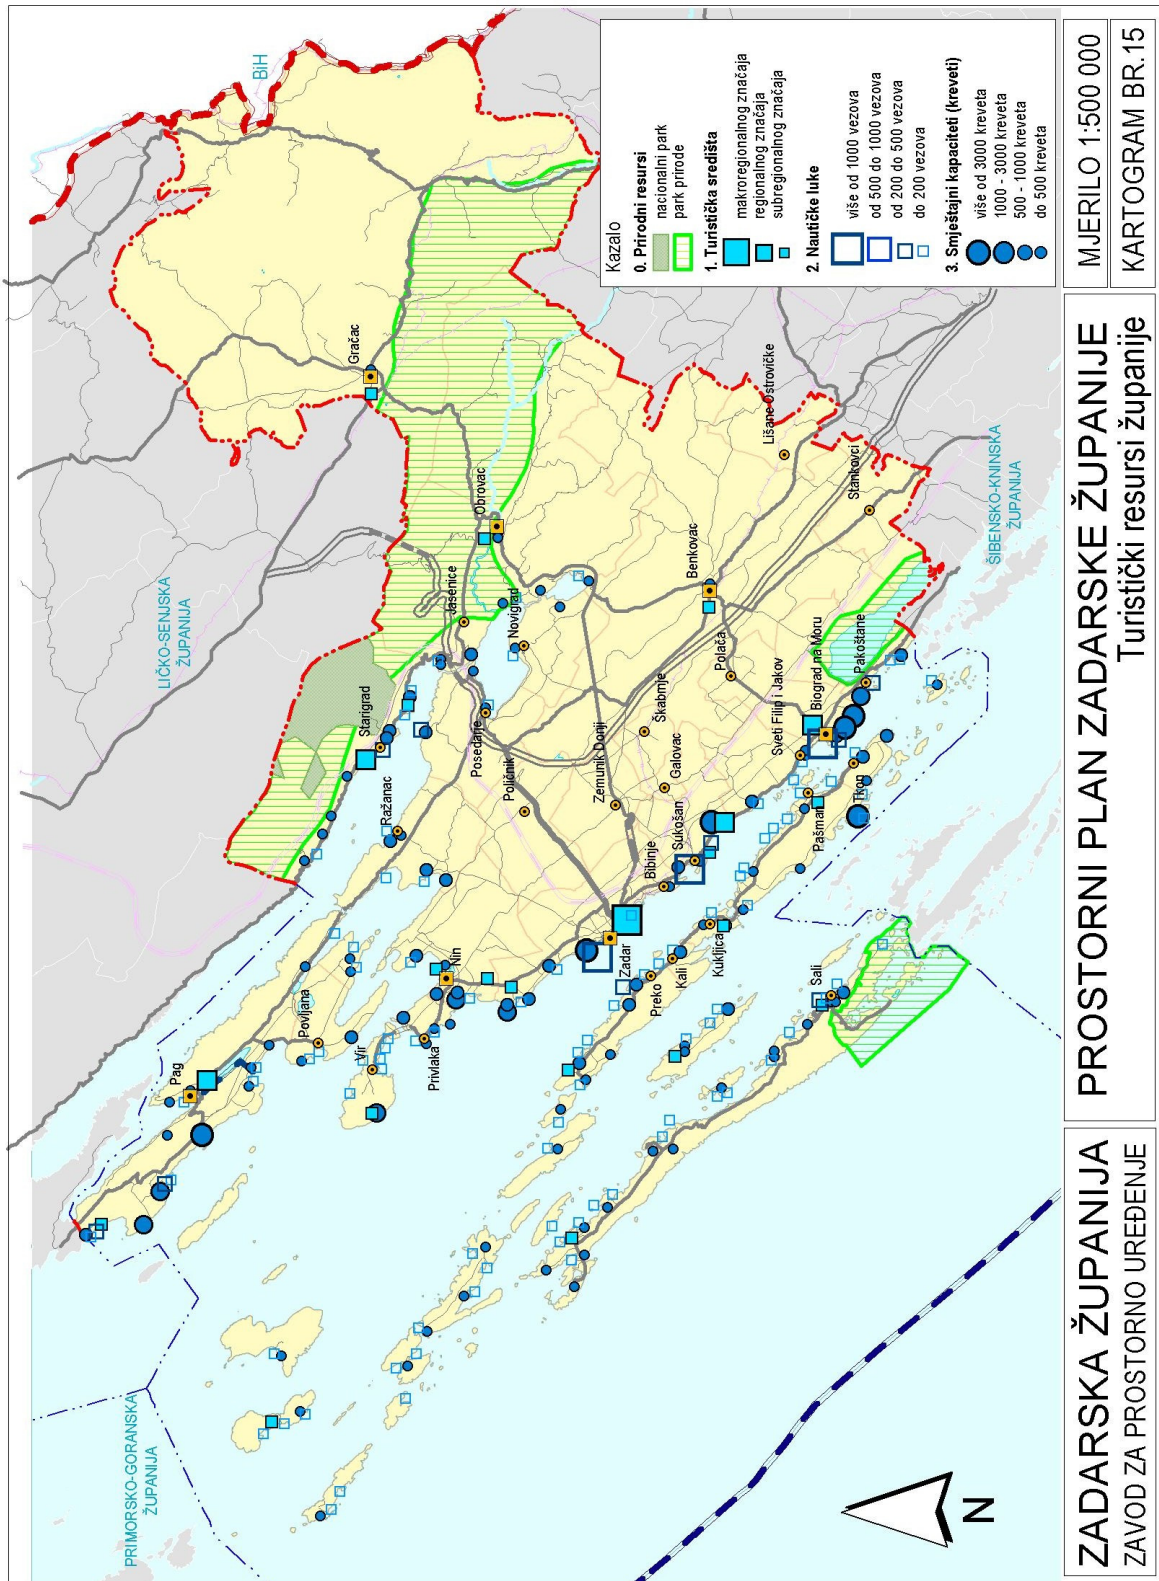 BiH
LIČKO-SENJSKA
ŽUPANIJA
PRIMORSKO-GORANSKA
ŽUPANIJA
ŠIBENSKO-KNINSKA
ŽUPANIJA
Gračac
Obrovac
Jasenice
Novigrad
Starigrad
Ražanac
Posedarje
Poličnik
Zemunik Donji
Škabrnje
Galovac
Polača
Benkovac
Lišane Ostrovičke
Stankovci
Pakoštane
Biograd na Moru
Sveti Filip i Jakov
Tkon
Pašman
Sukošan
Bibinje
Zadar
Kukljica
Kali
Preko
Sali
Nin
Privlaka
Vir
Povljana
Pag
N
Kazalo
0. Prirodni resursi
nacionalni park
park prirode
1. Turistička središta
makroregionalnog značaja
regionalnog značaja
subregionalnog značaja
2. Nautičke luke
više od 1000 vezova
od 500 do 1000 vezova
od 200 do 500 vezova
do 200 vezova
3. Smještajni kapaciteti (kreveti)
više od 3000 kreveta
1000 - 3000 kreveta
500 - 1000 kreveta
do 500 kreveta
ZADARSKA ŽUPANIJA
ZAVOD ZA PROSTORNO UREĐENJE
PROSTORNI PLAN ZADARSKE ŽUPANIJE
Turistički resursi županije
MJERILO 1:500 000
KARTOGRAM BR.15